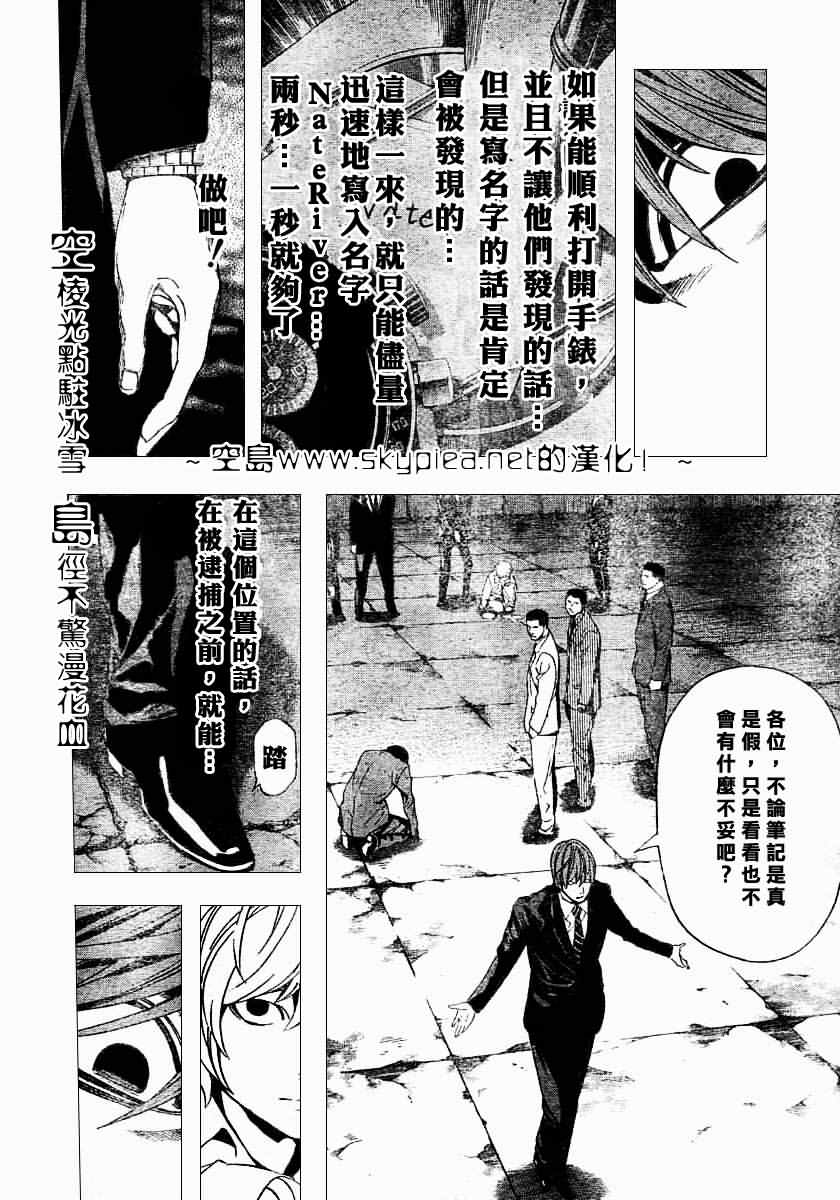 如果能順利打開手錶，
並且不讓他們發現的話…
但是寫名字的話是肯定
會被發現的…
這樣一來，就只能儘量
迅速地寫入名字
NateRiver…
兩秒…一秒就夠了
做吧！
空
棱光點駐冰雪
～空島www.skypiea.net的漢化！ ～
島
徑不驚漫花血
各位，不論筆記是真
是假，只是看看也不
會有什麼不妥吧？
在這個位置的話，
在被逮捕之前，就能…
踏